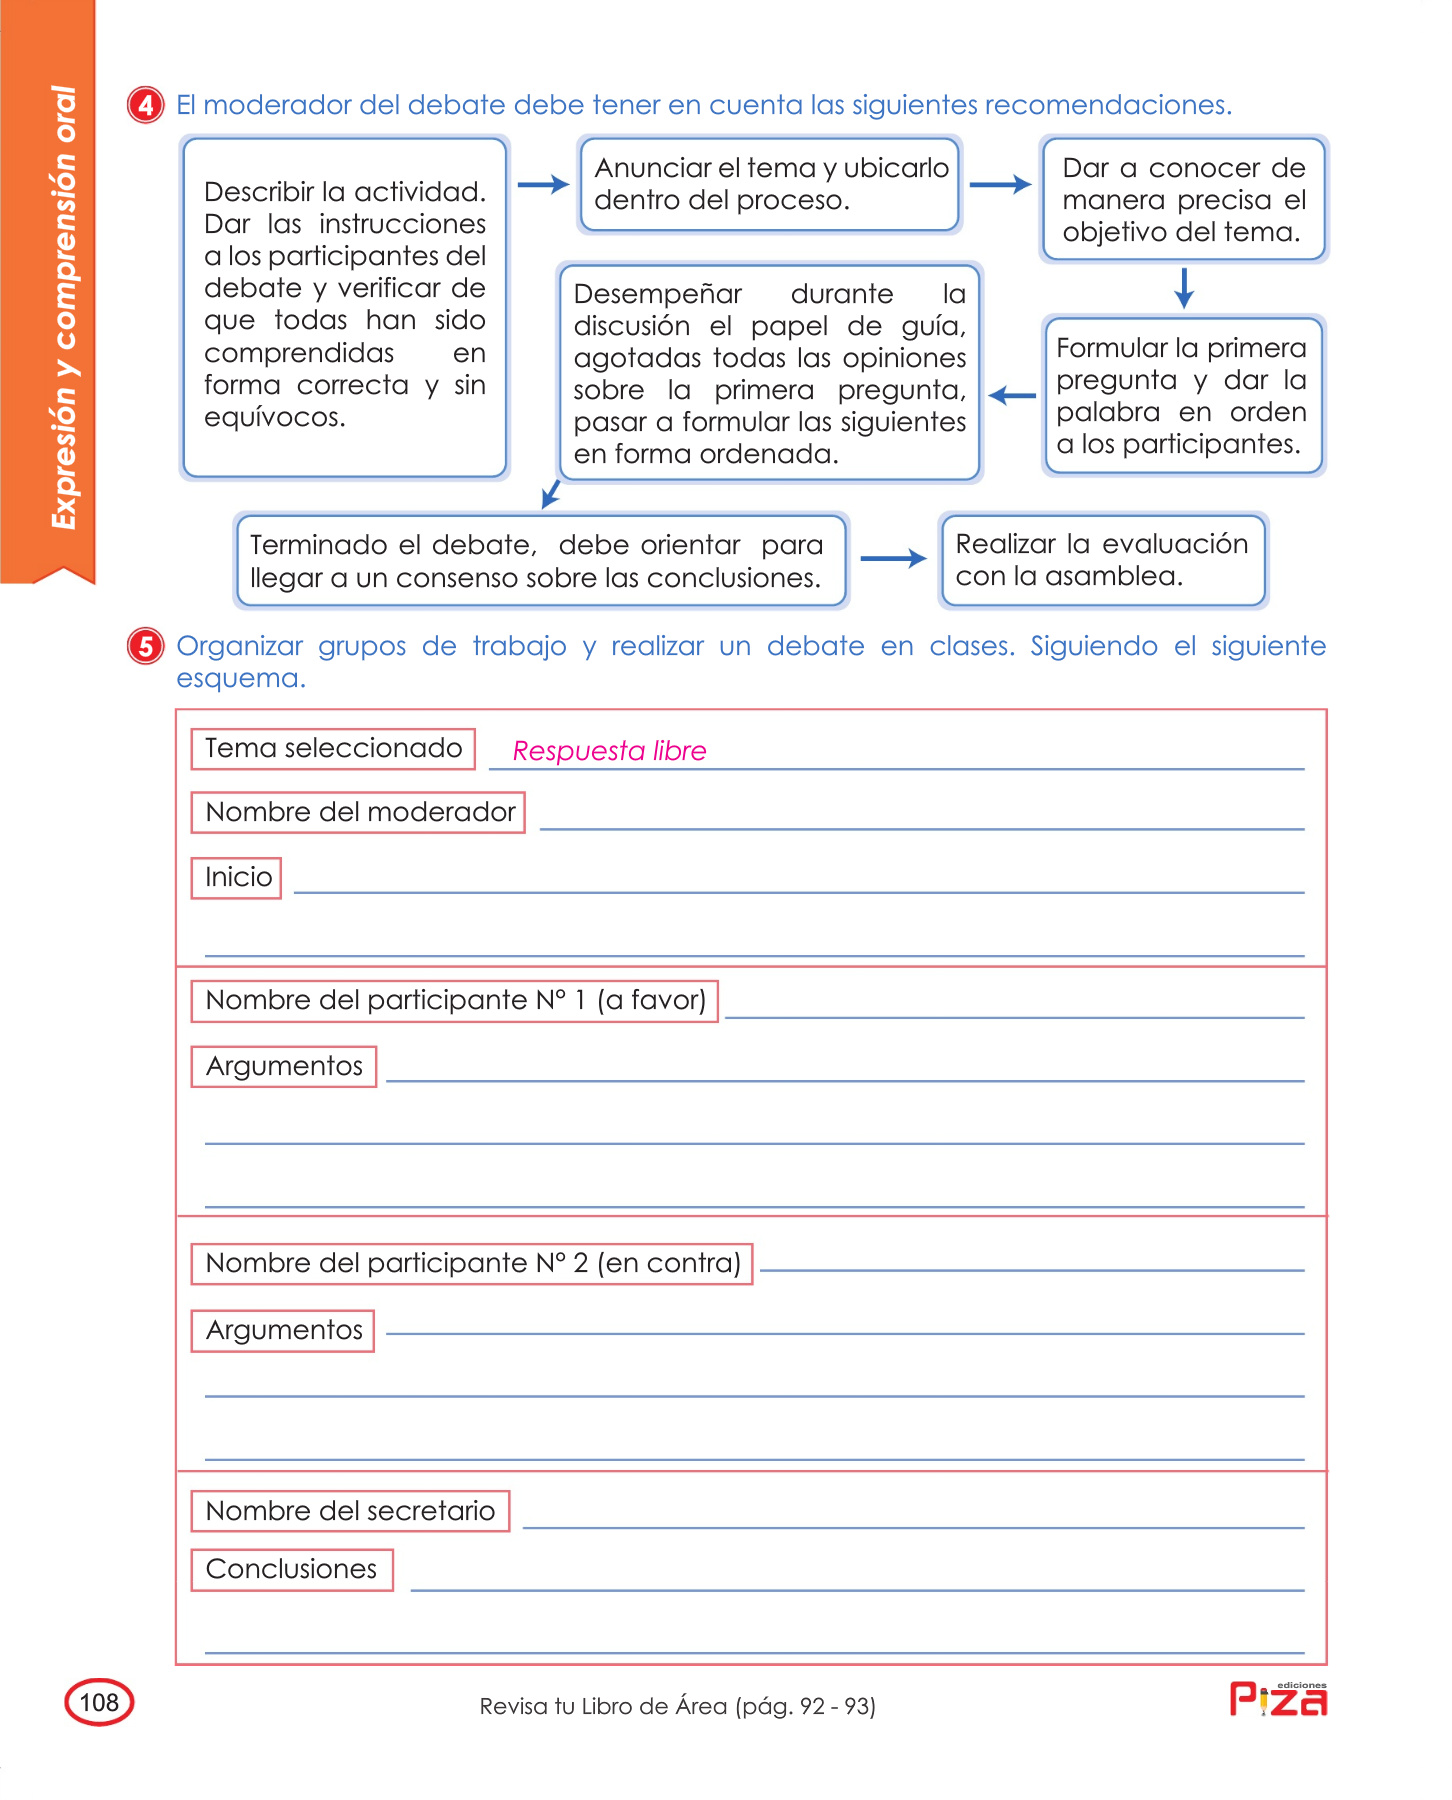 Expresión y comprensión oral
4 El moderador del debate debe tener en cuenta las siguientes recomendaciones.
Describir la actividad.
Dar las instrucciones
a los participantes del
debate y verificar de
que todas han sido
comprendidas en
forma correcta y sin
equívocos.
Anunciar el tema y ubicarlo
dentro del proceso.
Dar a conocer de
manera precisa el
objetivo del tema.
Formular la primera
pregunta y dar la
palabra en orden
a los participantes.
Desempeñar durante la
discusión el papel de guía,
agotadas todas las opiniones
sobre la primera pregunta,
pasar a formular las siguientes
en forma ordenada.
Terminado el debate, debe orientar para
llegar a un consenso sobre las conclusiones.
Realizar la evaluación
con la asamblea.
5 Organizar grupos de trabajo y realizar un debate en clases. Siguiendo el siguiente
esquema.
Tema seleccionado Respuesta libre
Nombre del moderador
Inicio
Nombre del participante N° 1 (a favor)
Argumentos
Nombre del participante N° 2 (en contra)
Argumentos
Nombre del secretario
Conclusiones
108
Revisa tu Libro de Área (pág. 92 - 93)
ediciones
Piza